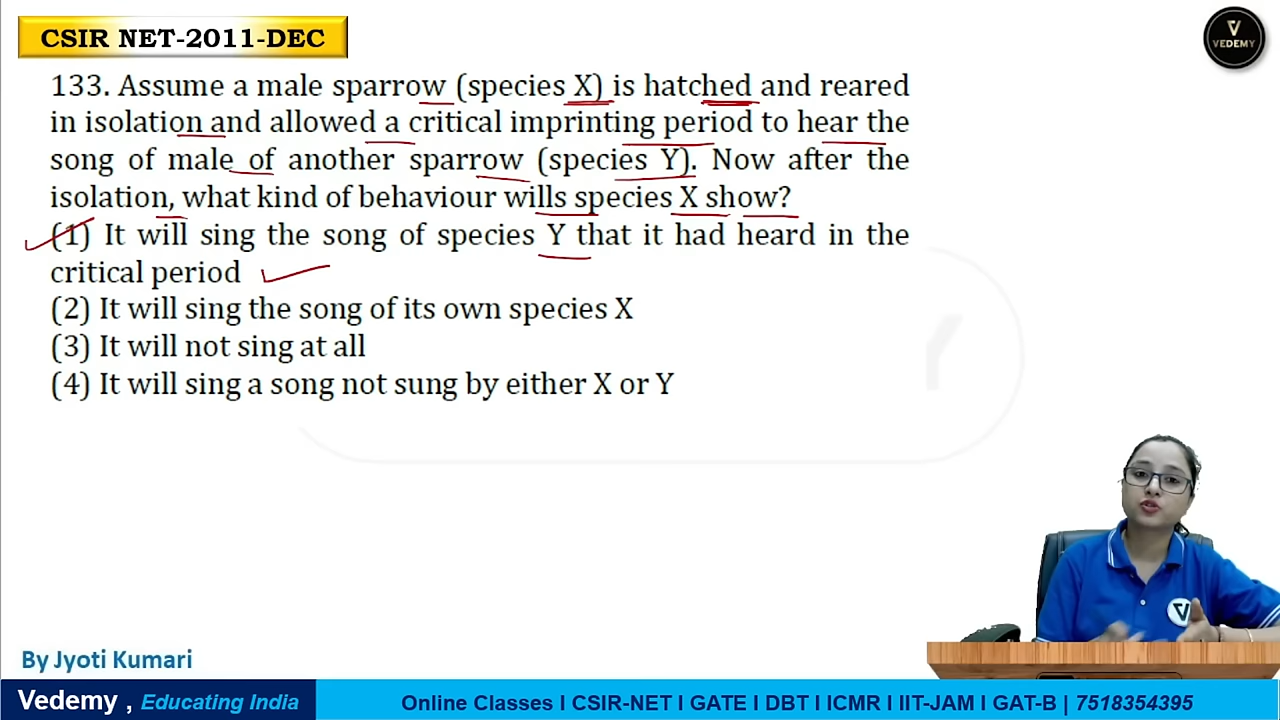 CSIR NET-2011-DEC
VEDEMY
133. Assume a male sparrow (species X) is hatched and reared
in isolation and allowed a critical imprinting period to hear the
song of male of another sparrow (species Y). Now after the
isolation, what kind of behaviour wills species X show?
(1) It will sing the song of species Y that it had heard in the
critical period
(2) It will sing the song of its own species X
(3) It will not sing at all
(4) It will sing a song not sung by either X or Y
By Jyoti Kumari
Vedemy , Educating India
Online Classes I CSIR-NET I GATE I DBT I ICMR I IIT-JAM I GAT-B | 7518354395